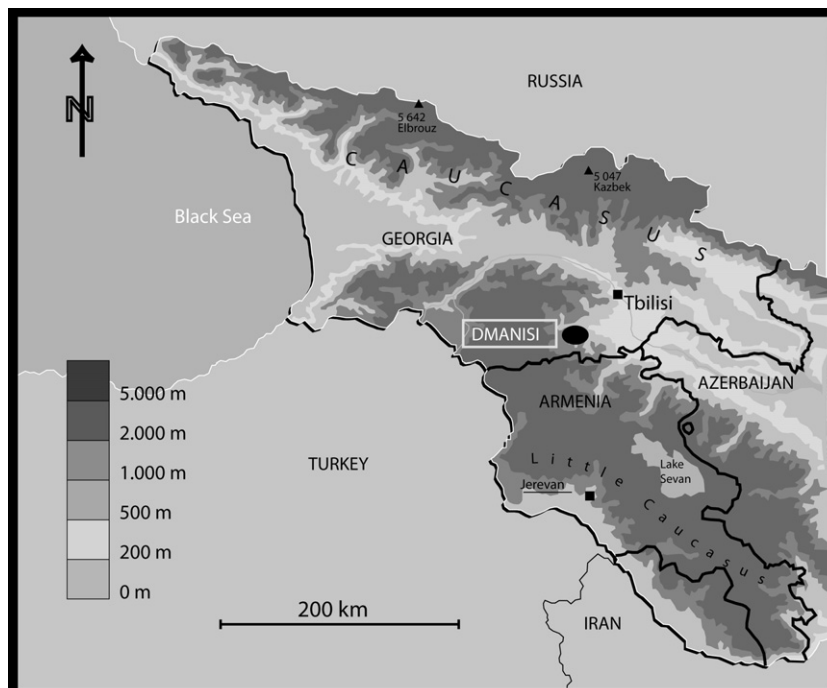 N
RUSSIA
5 642
Elbrouz
CAUCASUS
5 047
Kazbek
Black Sea
GEORGIA
Tbilisi
DMANISI
AZERBAIJAN
ARMENIA
5.000 m
2.000 m
1.000 m
500 m
200 m
0 m
TURKEY
Little Caucasus
Lake
Sevan
Jerevan
200 km
IRAN